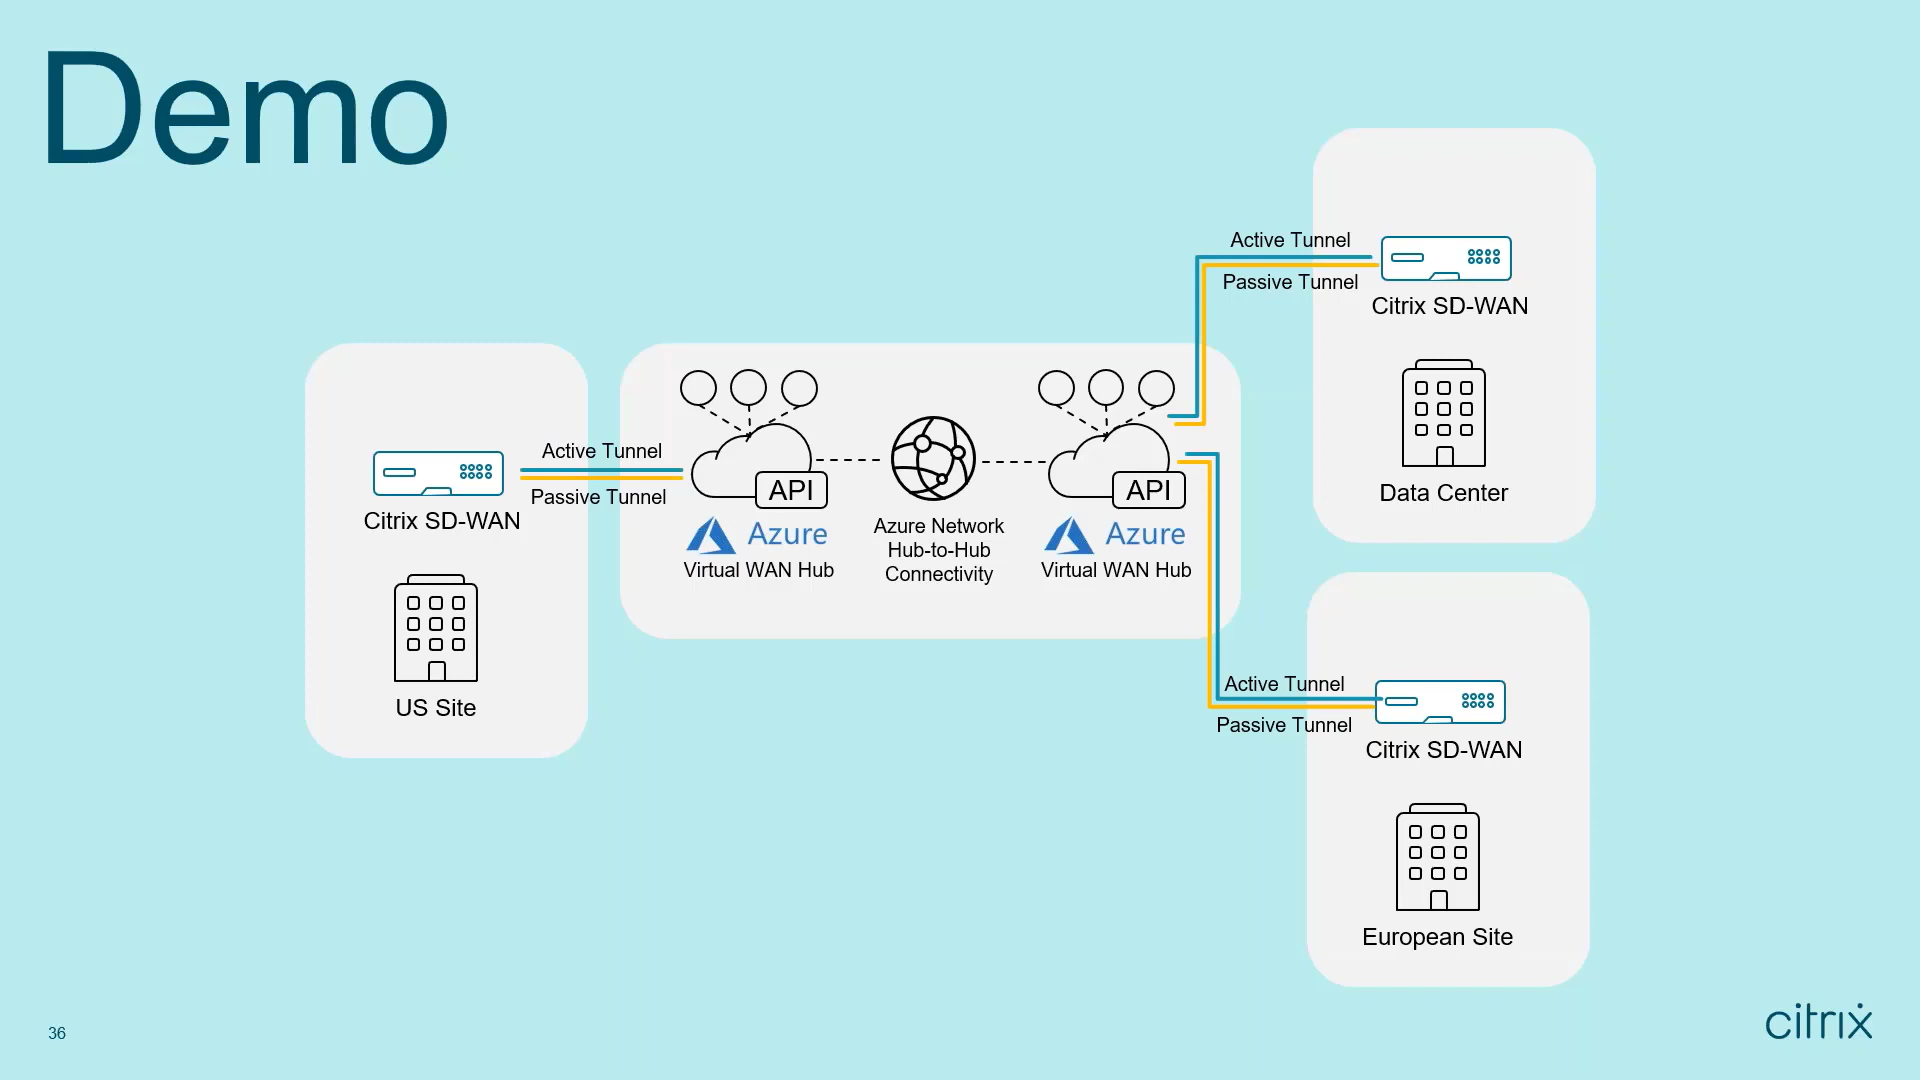 Demo
Active Tunnel
Passive Tunnel
Citrix SD-WAN
Data Center
Active Tunnel
Passive Tunnel
Citrix SD-WAN
US Site
API
Azure
Virtual WAN Hub
Azure Network
Hub-to-Hub
Connectivity
API
Azure
Virtual WAN Hub
Active Tunnel
Passive Tunnel
Citrix SD-WAN
European Site
36
citrix